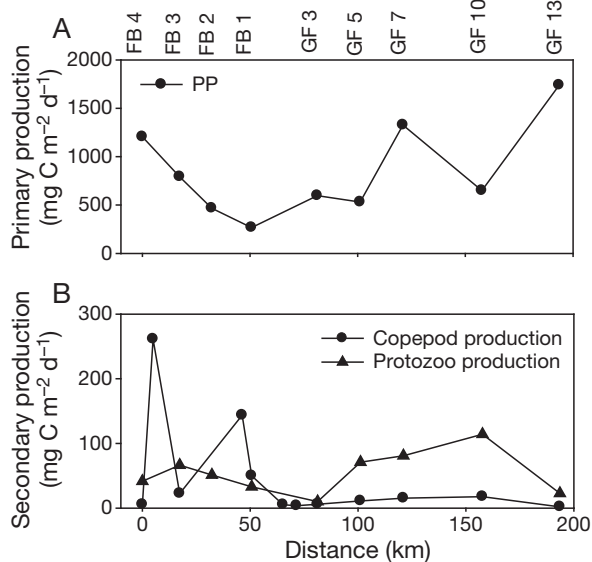 A
FB 4 FB 3 FB 2 FB 1 GF 3 GF 5 GF 7 GF 10 GF 13
Primary production
(mg C m⁻² d⁻¹)
2000
1500
1000
500
0
PP
B
Secondary production
(mg C m⁻² d⁻¹)
300
200
100
0
Copepod production
Protozoo production
0 50 100 150 200
Distance (km)